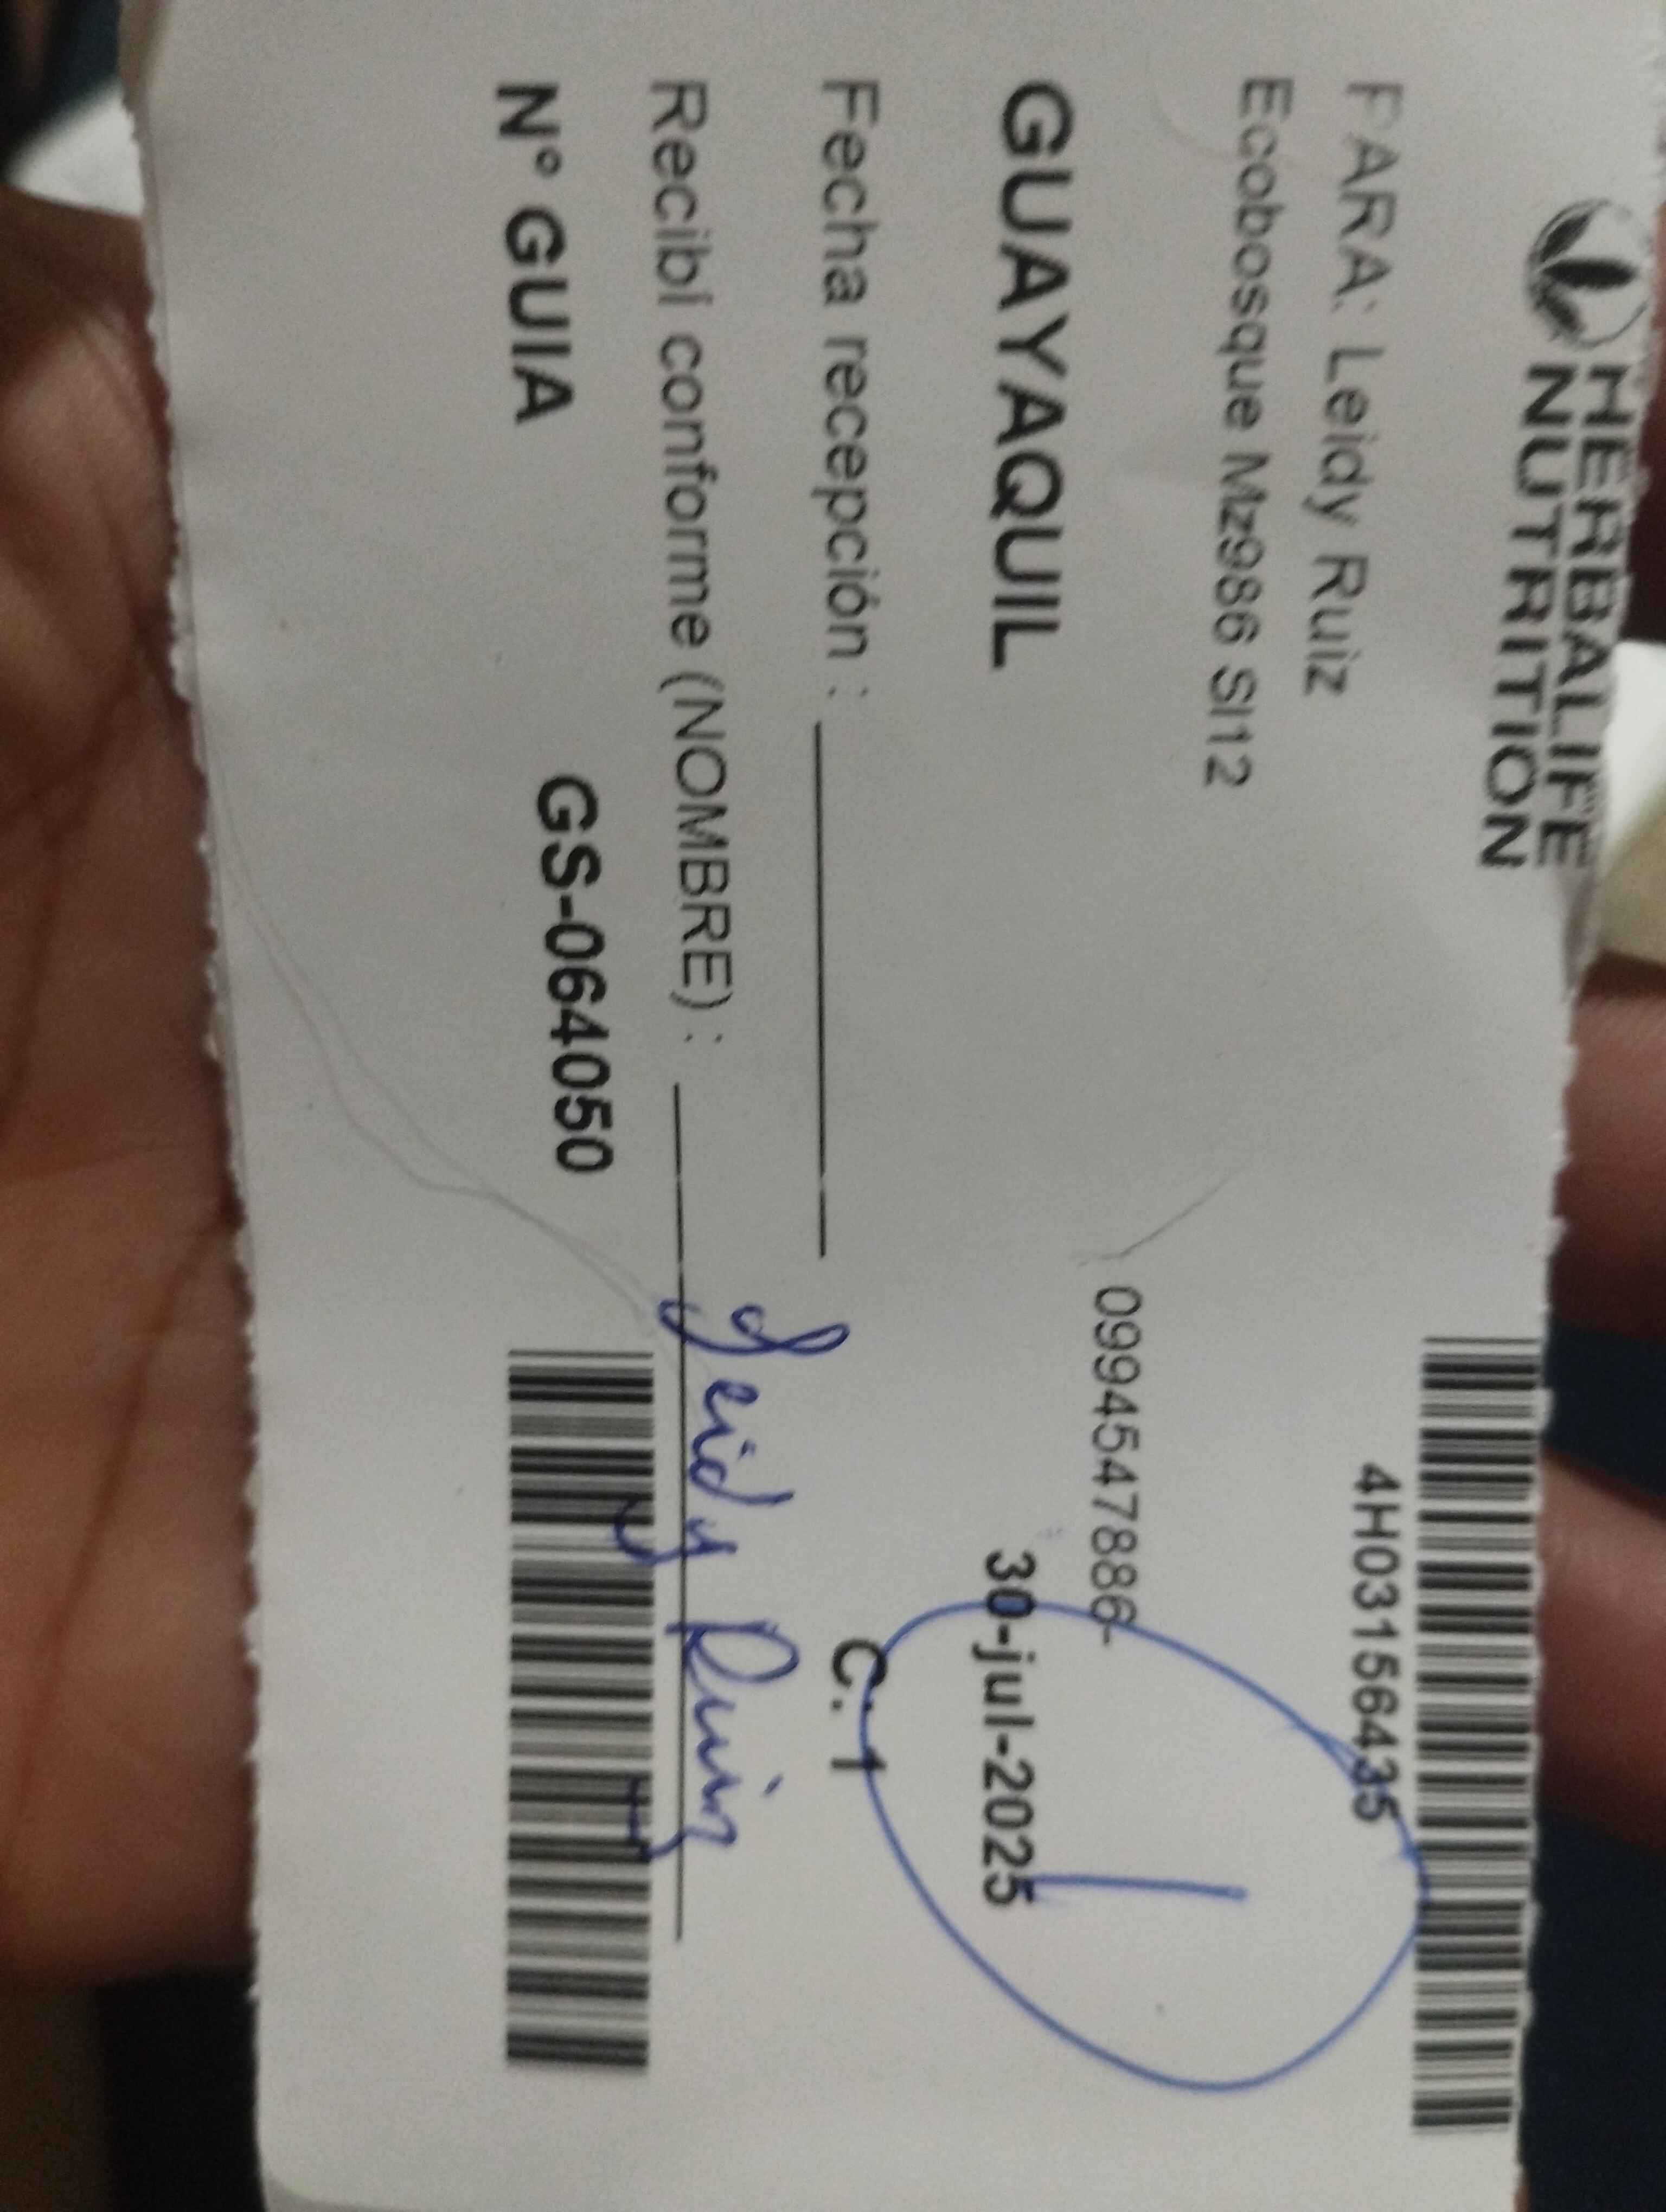 HERBALIFE
NUTRITION
4H03156435
PARA: Leidy Ruiz
Ecobosque Mz986 Sl12
0994547886-
GUAYAQUIL
30-jul-2025
Fecha recepción :
C: 1
Recibí conforme (NOMBRE) : Leidy Ruiz
N° GUIA GS-064050